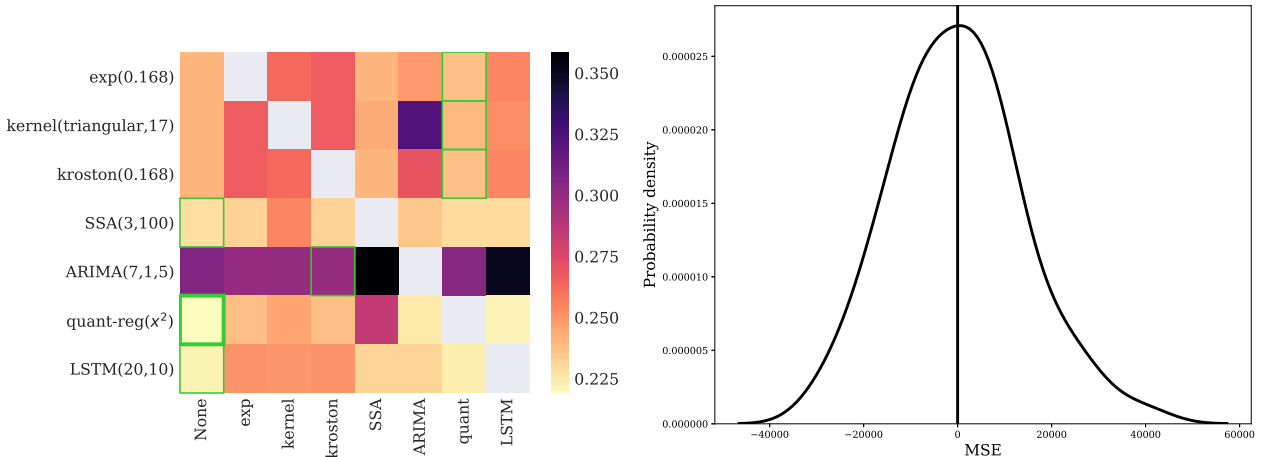 exp(0.168)
kernel(triangular,17)
kroston(0.168)
SSA(3,100)
ARIMA(7,1,5)
quant-reg(x²)
LSTM(20,10)
None
exp
kernel
kroston
SSA
ARIMA
quant
LSTM
0.350
0.325
0.300
0.275
0.250
0.225
Probability density
0.000025
0.000020
0.000015
0.000010
0.000005
0.000000
−40000
−20000
0
20000
40000
60000
MSE